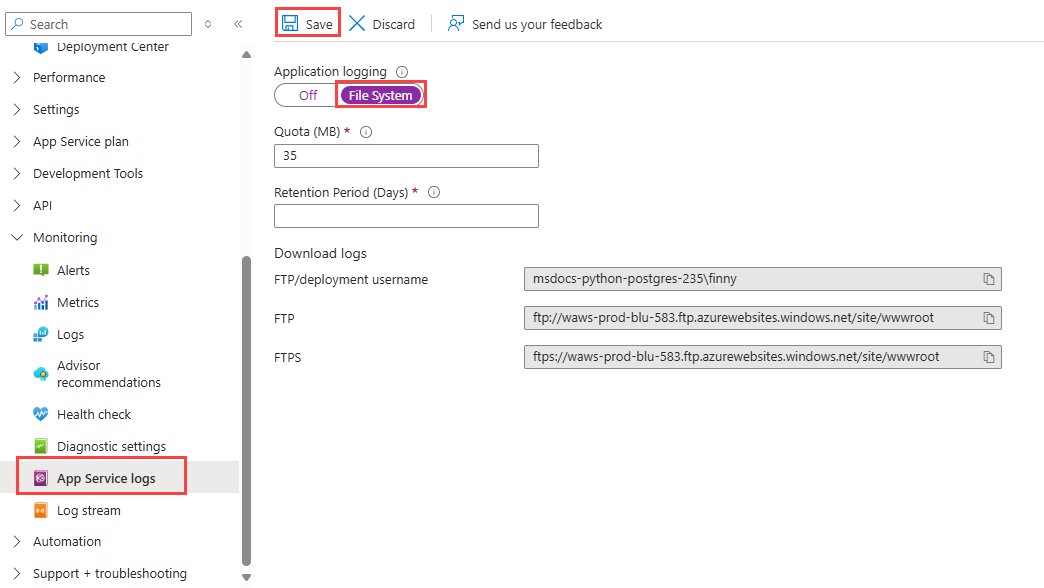 Search
Deployment Center
Performance
Settings
App Service plan
Development Tools
API
Monitoring
Alerts
Metrics
Logs
Advisor
recommendations
Health check
Diagnostic settings
App Service logs
Log stream
Automation
Support + troubleshooting
Save Discard Send us your feedback
Application logging
Off File System
Quota (MB) *
35
Retention Period (Days) *
Download logs
FTP/deployment username msdocs-python-postgres-235\finny
FTP ftp://waws-prod-blu-583.ftp.azurewebsites.windows.net/site/wwwroot
FTPS ftps://waws-prod-blu-583.ftp.azurewebsites.windows.net/site/wwwroot